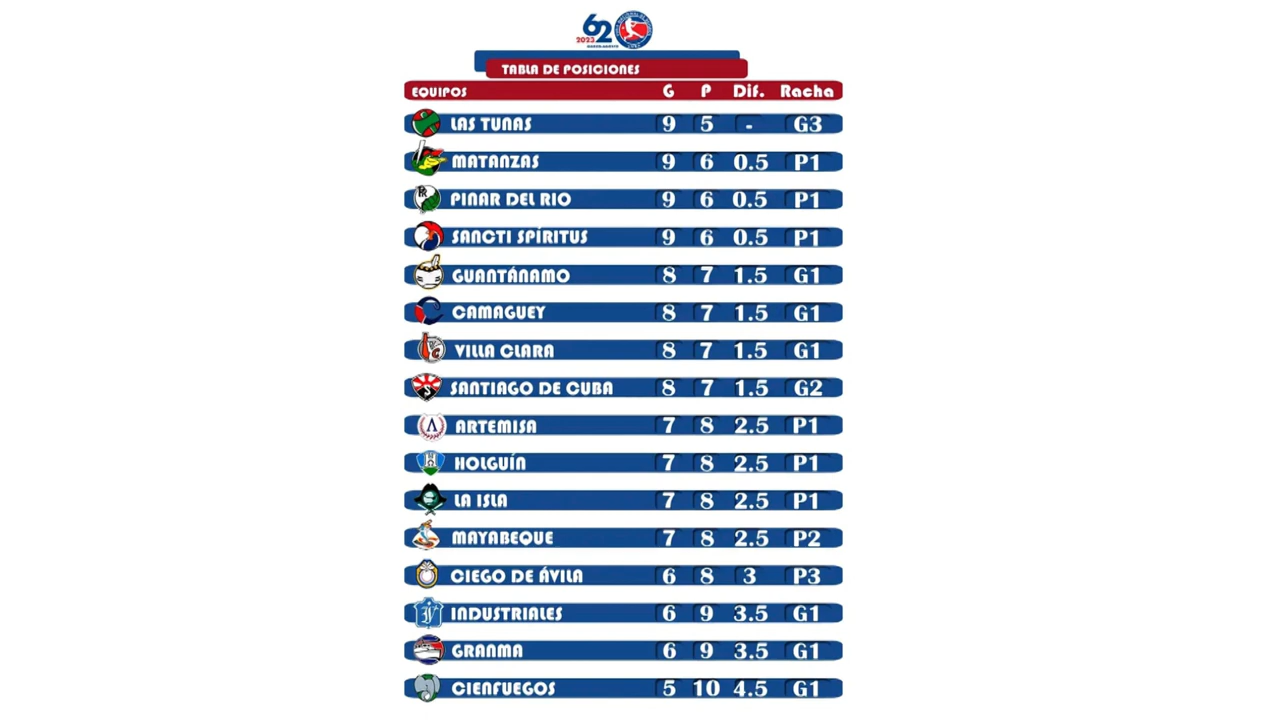 62
2023
TABLA DE POSICIONES
EQUIPOS G P Dif. Racha
LAS TUNAS 9 5 - G3
MATANZAS 9 6 0.5 P1
PINAR DEL RIO 9 6 0.5 P1
SANCTI SPÍRITUS 9 6 0.5 P1
GUANTÁNAMO 8 7 1.5 G1
CAMAGUEY 8 7 1.5 G1
VILLA CLARA 8 7 1.5 G1
SANTIAGO DE CUBA 8 7 1.5 G2
ARTEMISA 7 8 2.5 P1
HOLGUÍN 7 8 2.5 P1
LA ISLA 7 8 2.5 P1
MAYABEQUE 7 8 2.5 P2
CIEGO DE ÁVILA 6 8 3 P3
INDUSTRIALES 6 9 3.5 G1
GRANMA 6 9 3.5 G1
CIENFUEGOS 5 10 4.5 G1